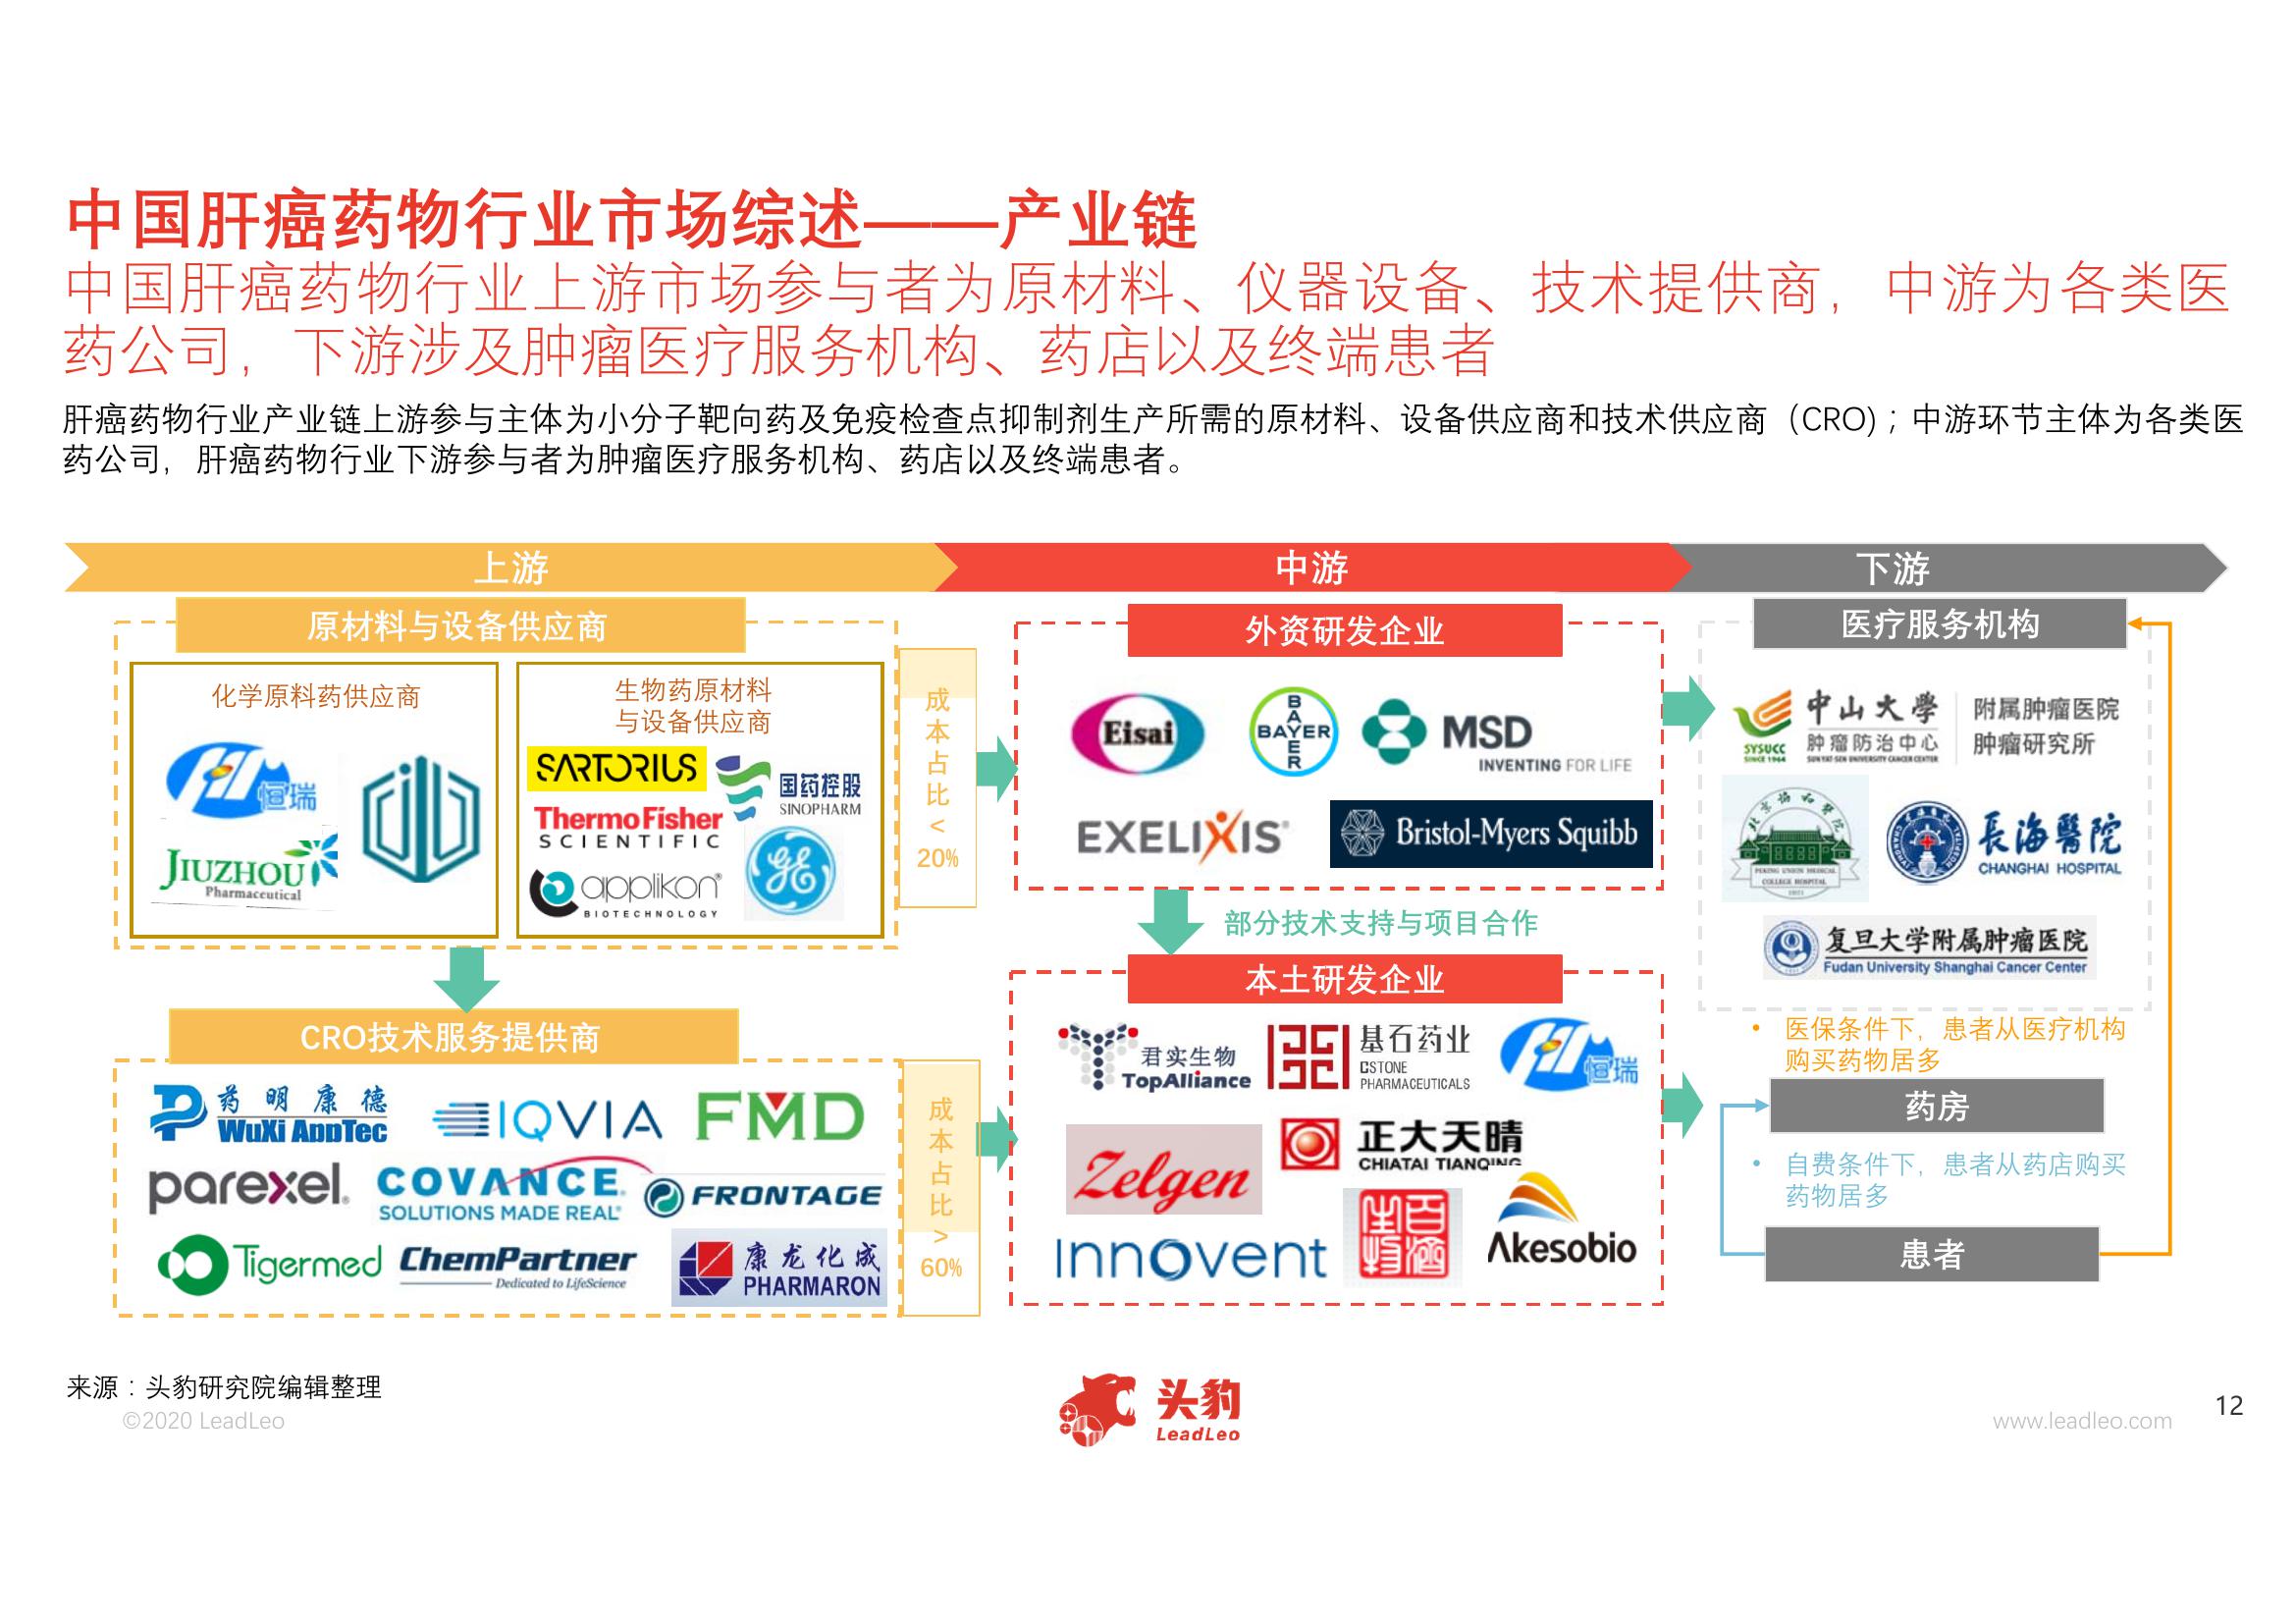 中国肝癌药物行业市场综述——产业链
中国肝癌药物行业上游市场参与者为原材料、仪器设备、技术提供商，中游为各类医
药公司，下游涉及肿瘤医疗服务机构、药店以及终端患者
肝癌药物行业产业链上游参与主体为小分子靶向药及免疫检查点抑制剂生产所需的原材料、设备供应商和技术供应商（CRO)；中游环节主体为各类医
药公司，肝癌药物行业下游参与者为肿瘤医疗服务机构、药店以及终端患者。
上游
中游
下游
原材料与设备供应商
化学原料药供应商
恒瑞
JIUZHOU
Pharmaceutical
生物药原材料
与设备供应商
SARTORIUS
国药控股
SINOPHARM
ThermoFisher
SCIENTIFIC
applikon®
BIOTECHNOLOGY
GE
成
本
占
比
<
20%
CRO技术服务提供商
药明康德
WuXi AppTec
IQVIA
FMD
parexel.
COVANCE
SOLUTIONS MADE REAL®
FRONTAGE
Tigermed
ChemPartner
Dedicated to LifeScience
康龙化成
PHARMARON
成
本
占
比
>
60%
外资研发企业
Eisai
BAYER
BAYER
MSD
INVENTING FOR LIFE
EXELIXIS®
Bristol-Myers Squibb
部分技术支持与项目合作
本土研发企业
君实生物
TopAlliance
基石药业
CSTONE
PHARMACEUTICALS
恒瑞
Zelgen
正大天晴
CHIATAI TIANQING
Innovent
Akesobio
医疗服务机构
中山大學
肿瘤防治中心
SUN YAT-SEN UNIVERSITY CANCER CENTER
SYSUCC
SINCE 1964
附属肿瘤医院
肿瘤研究所
北京协和医院
PEKING UNION MEDICAL
COLLEGE HOSPITAL
1921
長海醫院
CHANGHAI HOSPITAL
复旦大学附属肿瘤医院
Fudan University Shanghai Cancer Center
• 医保条件下，患者从医疗机构
购买药物居多
药房
• 自费条件下，患者从药店购买
药物居多
患者
来源：头豹研究院编辑整理
©2020 LeadLeo
头豹
LeadLeo
www.leadleo.com
12